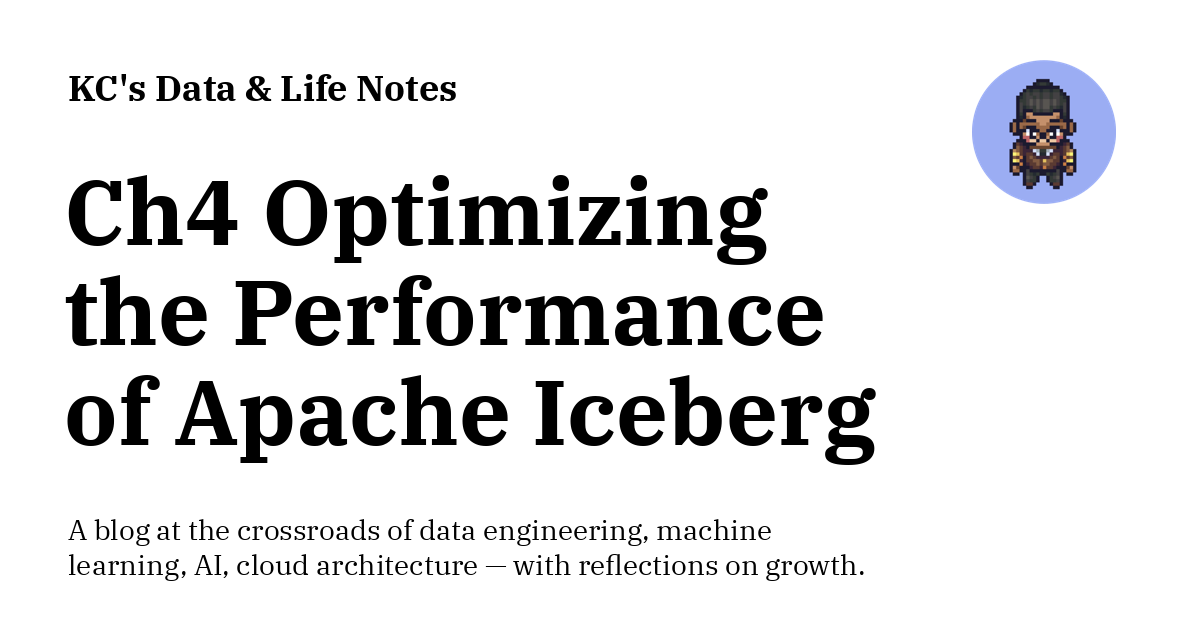 KC's Data & Life Notes
Ch4 Optimizing
the Performance
of Apache Iceberg
A blog at the crossroads of data engineering, machine
learning, AI, cloud architecture — with reflections on growth.